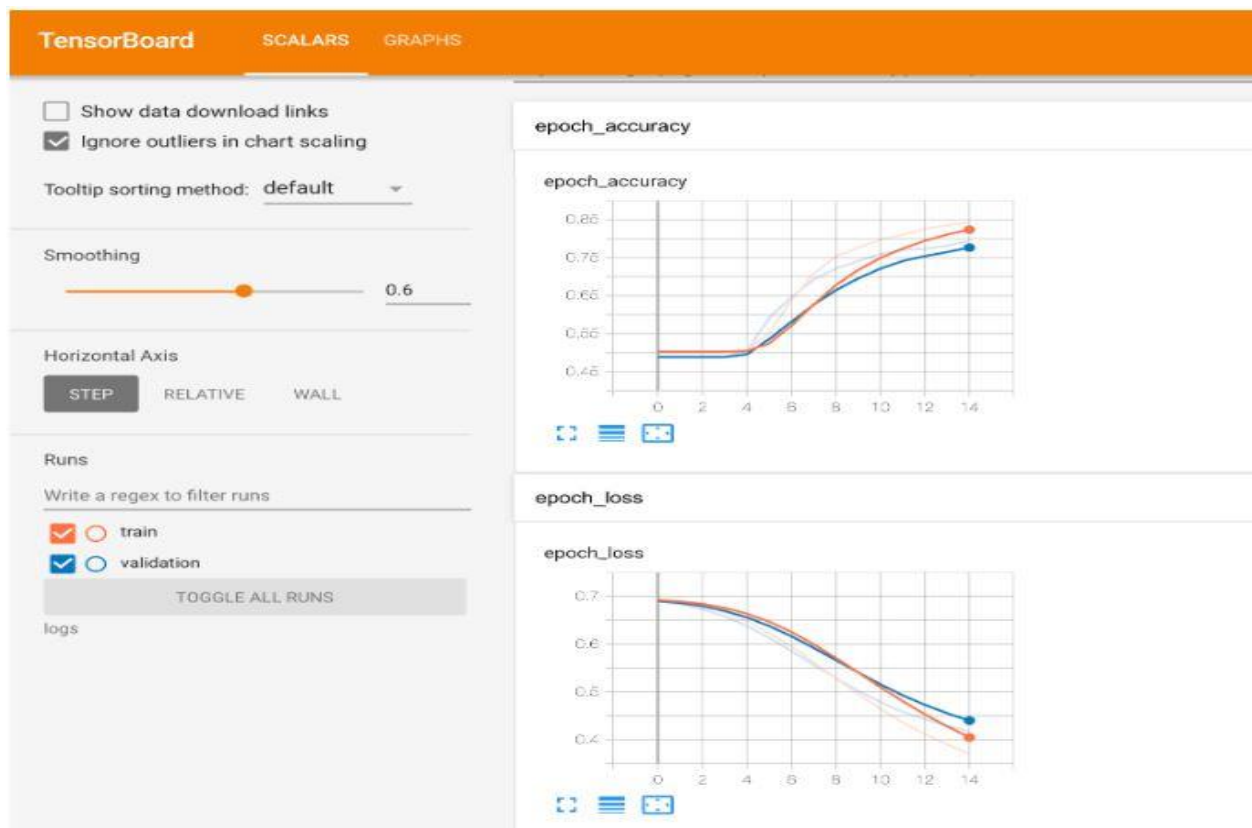 TensorBoard SCALARS GRAPHS
Show data download links
Ignore outliers in chart scaling
Tooltip sorting method: default
Smoothing
0.6
Horizontal Axis
STEP RELATIVE WALL
Runs
Write a regex to filter runs
train
validation
TOGGLE ALL RUNS
logs
epoch_accuracy
epoch_accuracy
0.85
0.75
0.65
0.55
0.45
0 2 4 6 8 10 12 14
epoch_loss
epoch_loss
0.7
0.6
0.5
0.4
0 2 4 6 8 10 12 14